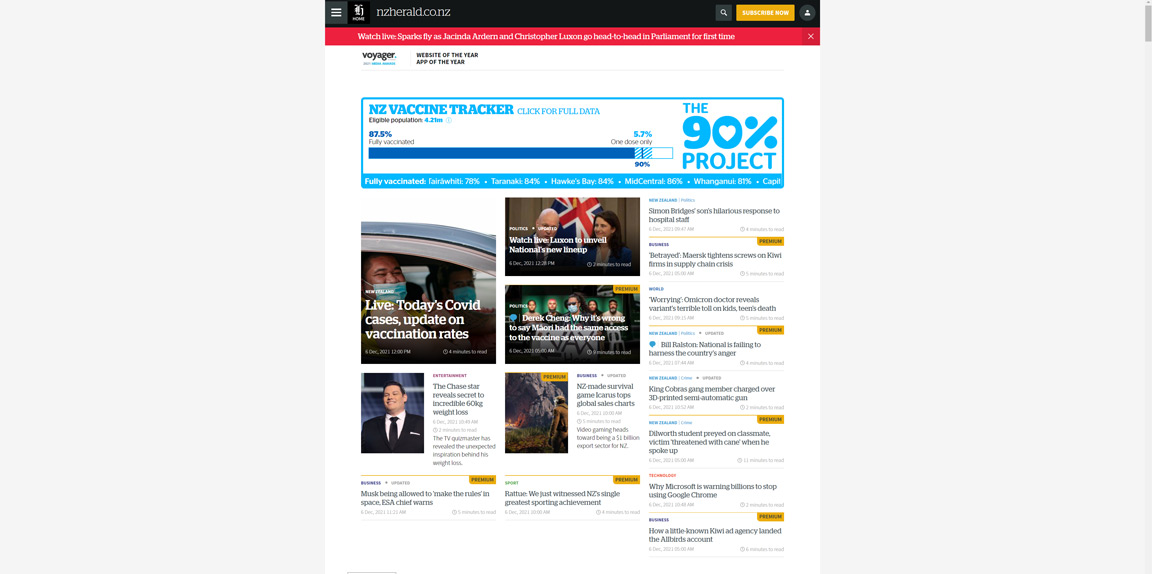 HOME
nzherald.co.nz
SUBSCRIBE NOW
Watch live: Sparks fly as Jacinda Ardern and Christopher Luxon go head-to-head in Parliament for first time
voyager
2021 MEDIA AWARDS
WEBSITE OF THE YEAR
APP OF THE YEAR
NZ VACCINE TRACKER CLICK FOR FULL DATA
Eligible population: 4.21m
87.5%
Fully vaccinated
5.7%
One dose only
90%
THE
90%
PROJECT
Fully vaccinated: Tairāwhiti: 78% • Taranaki: 84% • Hawke's Bay: 84% • MidCentral: 86% • Whanganui: 81% • Capit
NEW ZEALAND
Live: Today's Covid
cases, update on
vaccination rates
6 Dec, 2021 12:00 PM
4 minutes to read
POLITICS • UPDATED
Watch live: Luxon to unveil
National's new lineup
6 Dec, 2021 12:28 PM
2 minutes to read
PREMIUM
POLITICS
Derek Cheng: Why it's wrong
to say Māori had the same access
to the vaccine as everyone
6 Dec, 2021 05:00 AM
9 minutes to read
ENTERTAINMENT
The Chase star
reveals secret to
incredible 60kg
weight loss
6 Dec, 2021 10:49 AM
2 minutes to read
The TV quizmaster has
revealed the unexpected
inspiration behind his
weight loss.
PREMIUM
BUSINESS • UPDATED
NZ-made survival
game Icarus tops
global sales charts
6 Dec, 2021 10:00 AM
5 minutes to read
Video gaming heads
toward being a $1 billion
export sector for NZ.
PREMIUM
BUSINESS • UPDATED
Musk being allowed to 'make the rules' in
space, ESA chief warns
6 Dec, 2021 11:21 AM
5 minutes to read
PREMIUM
SPORT
Rattue: We just witnessed NZ's single
greatest sporting achievement
6 Dec, 2021 10:00 AM
4 minutes to read
NEW ZEALAND | Politics
Simon Bridges' son's hilarious response to
hospital staff
6 Dec, 2021 09:47 AM
4 minutes to read
PREMIUM
BUSINESS
'Betrayed': Maersk tightens screws on Kiwi
firms in supply chain crisis
6 Dec, 2021 05:00 AM
5 minutes to read
WORLD
'Worrying': Omicron doctor reveals
variant's terrible toll on kids, teen's death
6 Dec, 2021 09:15 AM
5 minutes to read
PREMIUM
NEW ZEALAND | Politics • UPDATED
Bill Ralston: National is failing to
harness the country's anger
6 Dec, 2021 07:44 AM
4 minutes to read
NEW ZEALAND | Crime • UPDATED
King Cobras gang member charged over
3D-printed semi-automatic gun
6 Dec, 2021 10:52 AM
2 minutes to read
PREMIUM
NEW ZEALAND | Crime
Dilworth student preyed on classmate,
victim 'threatened with cane' when he
spoke up
6 Dec, 2021 05:00 AM
11 minutes to read
TECHNOLOGY
Why Microsoft is warning billions to stop
using Google Chrome
6 Dec, 2021 10:48 AM
2 minutes to read
PREMIUM
BUSINESS
How a little-known Kiwi ad agency landed
the Allbirds account
6 Dec, 2021 05:00 AM
6 minutes to read